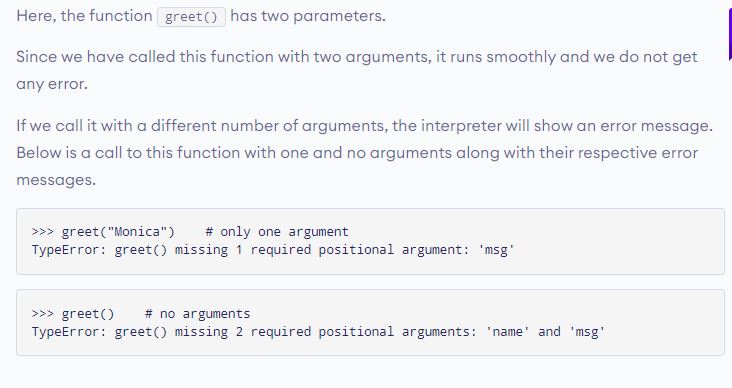 Here, the function greet() has two parameters.
Since we have called this function with two arguments, it runs smoothly and we do not get
any error.
If we call it with a different number of arguments, the interpreter will show an error message.
Below is a call to this function with one and no arguments along with their respective error
messages.
>>> greet("Monica")    # only one argument
TypeError: greet() missing 1 required positional argument: 'msg'
>>> greet()    # no arguments
TypeError: greet() missing 2 required positional arguments: 'name' and 'msg'